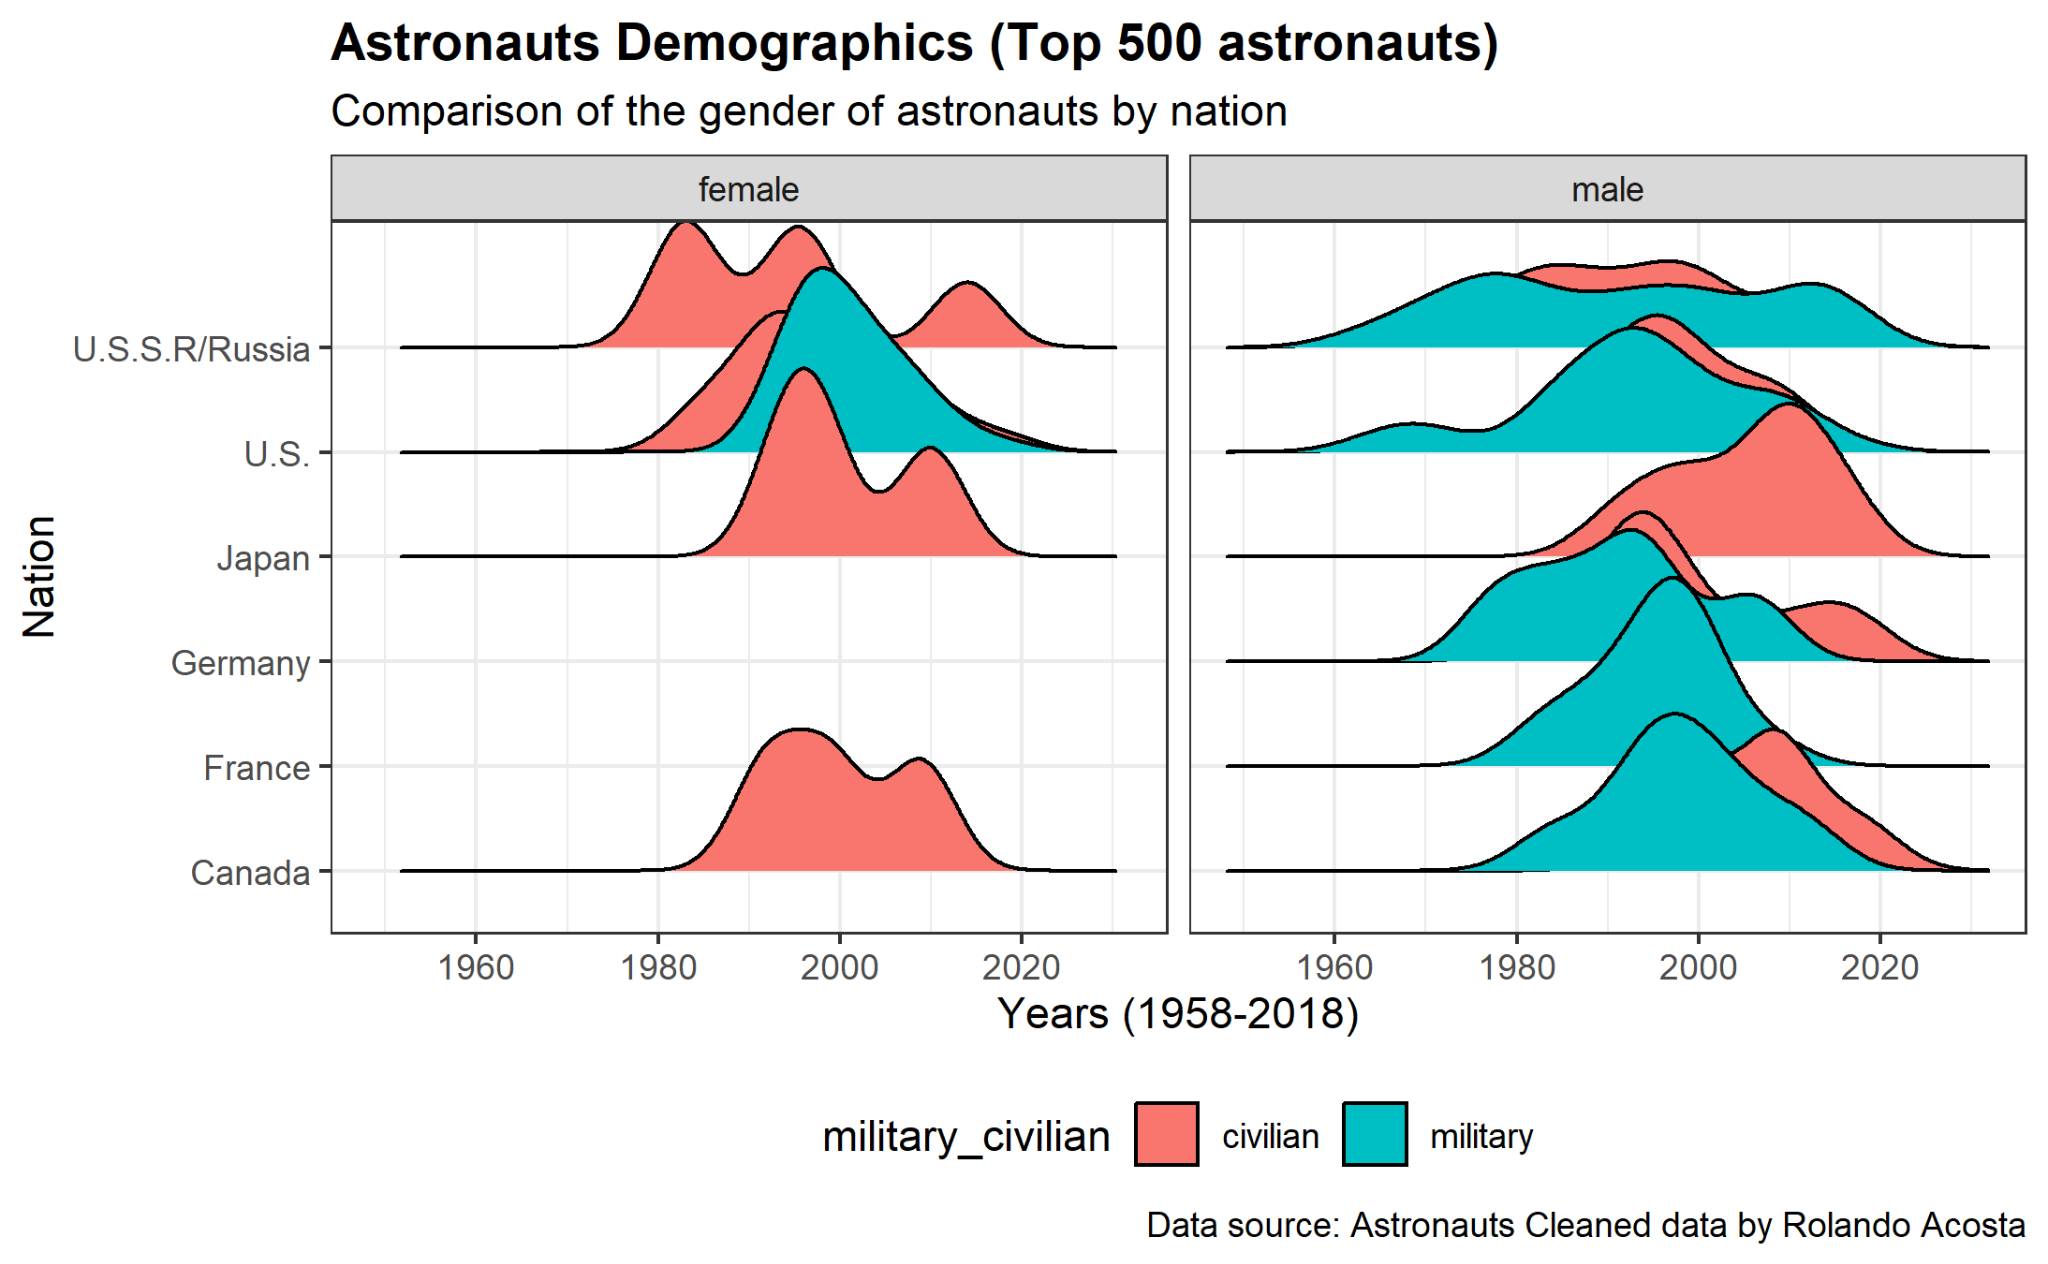 Astronauts Demographics (Top 500 astronauts)
Comparison of the gender of astronauts by nation
female
male
U.S.S.R/Russia
U.S.
Japan
Germany
France
Canada
Nation
1960 1980 2000 2020
1960 1980 2000 2020
Years (1958-2018)
military_civilian civilian military
Data source: Astronauts Cleaned data by Rolando Acosta